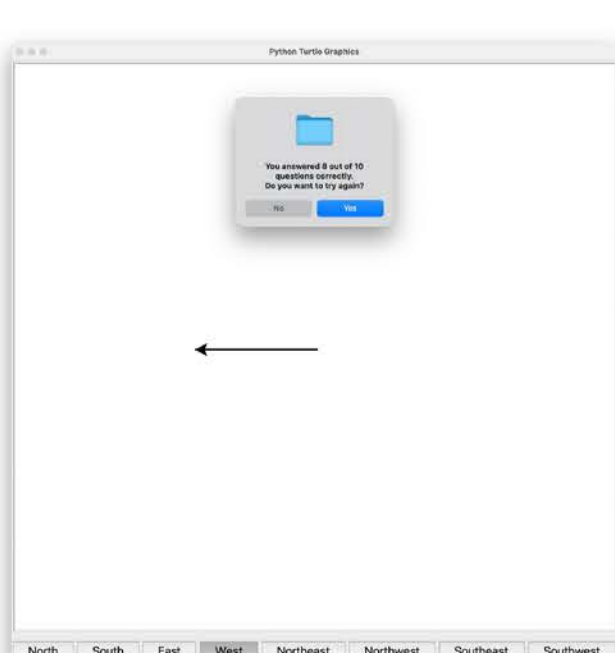 Python Turtle Graphics
You answered 8 out of 10
questions correctly.
Do you want to try again?
No Yes
North South East West Northeast Northwest Southeast Southwest